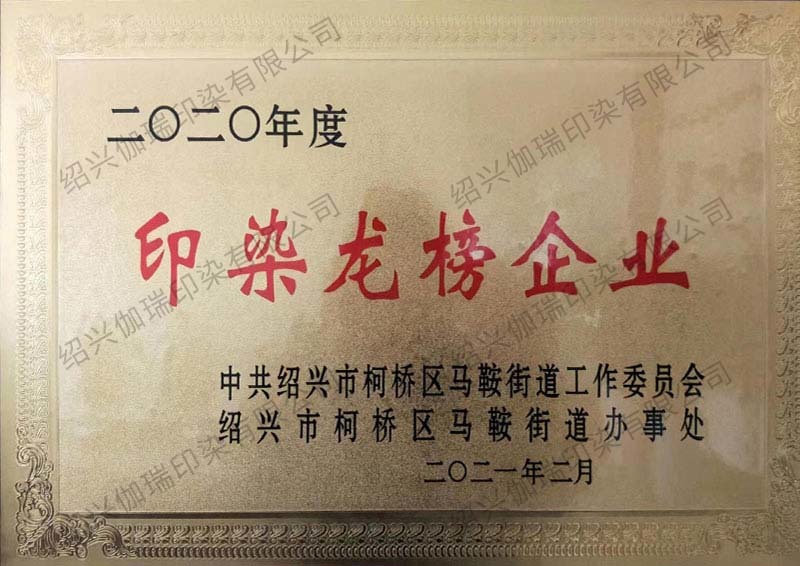 二〇二〇年度
印染龙榜企业
中共绍兴市柯桥区马鞍街道工作委员会
绍兴市柯桥区马鞍街道办事处
二〇二一年二月
绍兴伽瑞印染有限公司
绍兴伽瑞印染有限公司
绍兴伽瑞印染有限公司
绍兴伽瑞印染有限公司